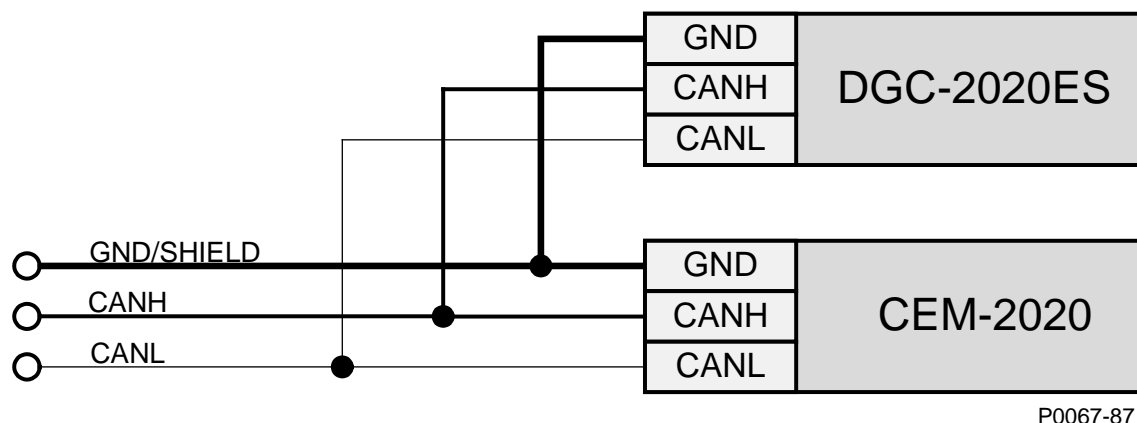 GND
CANH
CANL
DGC-2020ES
GND/SHIELD
CANH
CANL
GND
CANH
CANL
CEM-2020
P0067-87